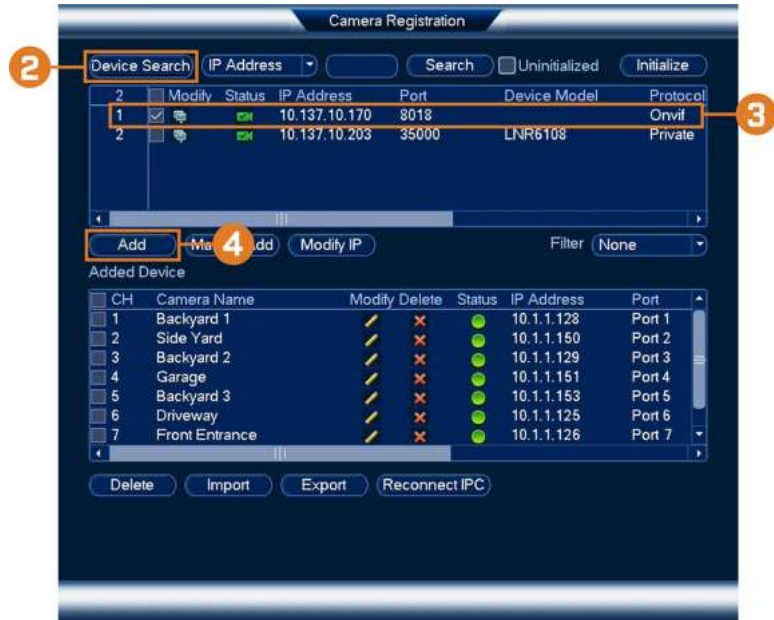 Camera Registration
2 Device Search IP Address Search Uninitialized Initialize
2 Modify Status IP Address Port Device Model Protocol
1 10.137.10.170 8018 Onvif 3
2 10.137.10.203 35000 LNR6108 Private
Add 4 Modify IP Filter None
Added Device
CH Camera Name Modify Delete Status IP Address Port
1 Backyard 1 10.1.1.128 Port 1
2 Side Yard 10.1.1.150 Port 2
3 Backyard 2 10.1.1.129 Port 3
4 Garage 10.1.1.151 Port 4
5 Backyard 3 10.1.1.153 Port 5
6 Driveway 10.1.1.125 Port 6
7 Front Entrance 10.1.1.126 Port 7
Delete Import Export Reconnect IPC